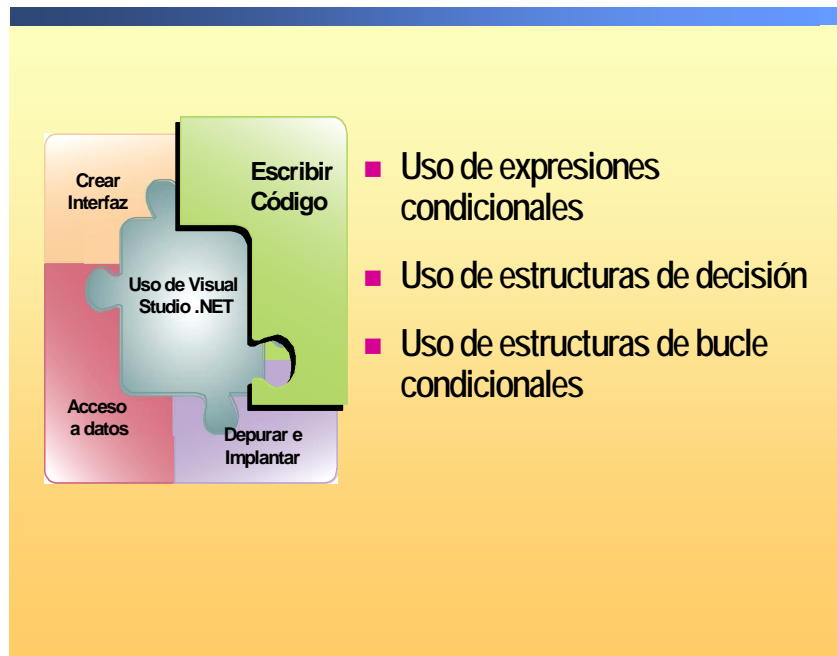 Crear
Interfaz
Escribir
Código
Uso de Visual
Studio .NET
Acceso
a datos
Depurar e
Implantar
Uso de expresiones
condicionales
Uso de estructuras de decisión
Uso de estructuras de bucle
condicionales